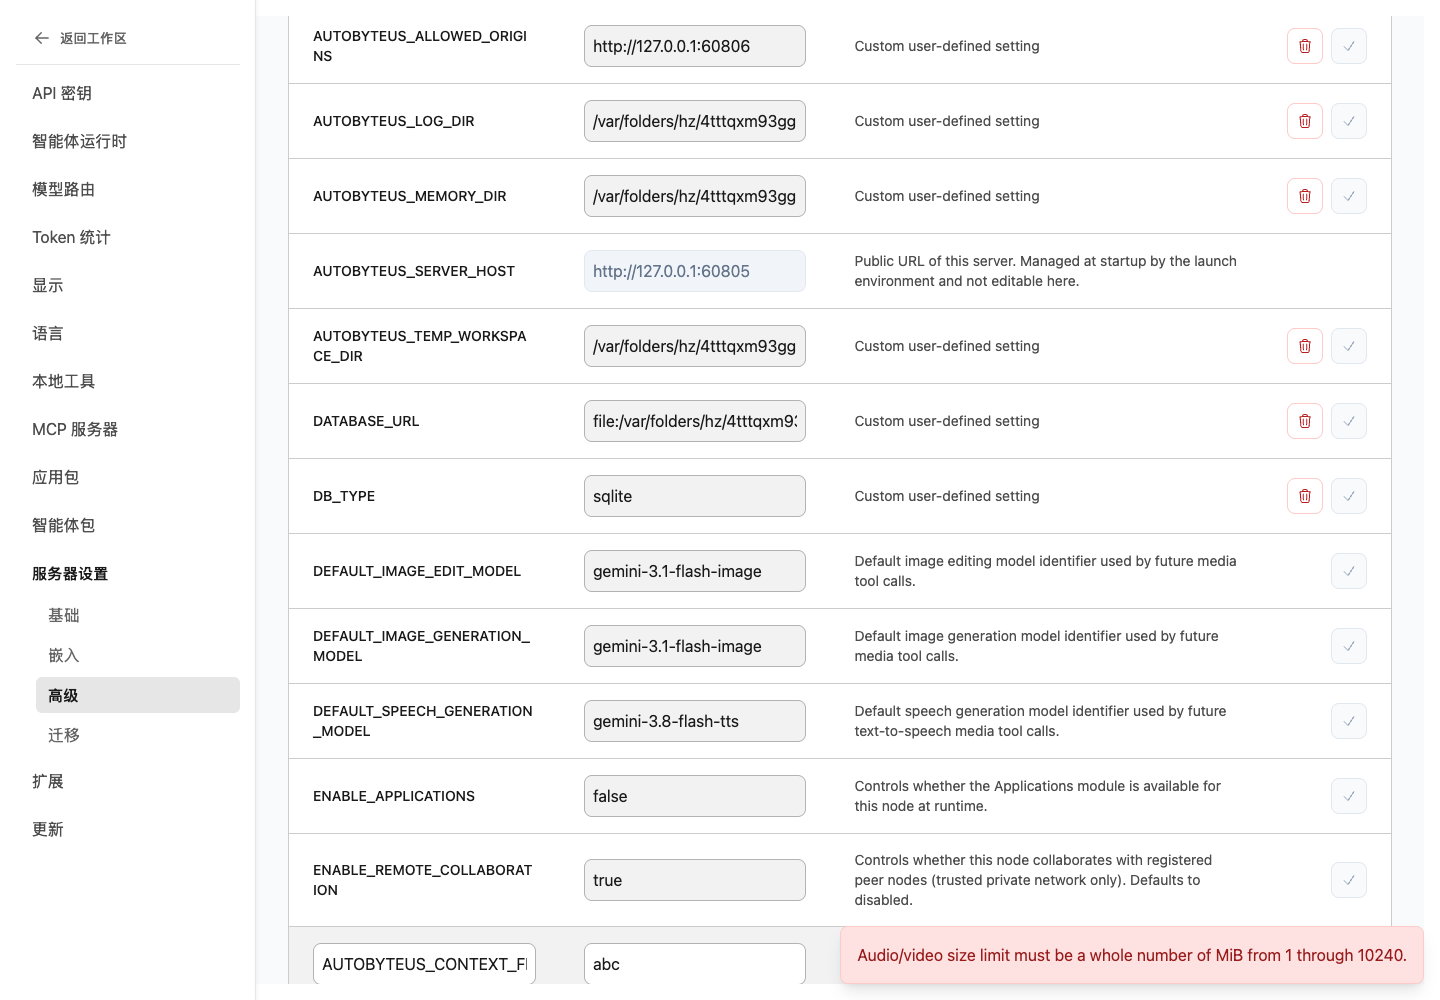 返回工作区
API 密钥
智能体运行时
模型路由
Token 统计
显示
语言
本地工具
MCP 服务器
应用包
智能体包
服务器设置
基础
嵌入
高级
迁移
扩展
更新
AUTOBYTEUS_ALLOWED_ORIGI
NS
http://127.0.0.1:60806
Custom user-defined setting
AUTOBYTEUS_LOG_DIR
/var/folders/hz/4tttqxm93gg
Custom user-defined setting
AUTOBYTEUS_MEMORY_DIR
/var/folders/hz/4tttqxm93gg
Custom user-defined setting
AUTOBYTEUS_SERVER_HOST
http://127.0.0.1:60805
Public URL of this server. Managed at startup by the launch
environment and not editable here.
AUTOBYTEUS_TEMP_WORKSPA
CE_DIR
/var/folders/hz/4tttqxm93gg
Custom user-defined setting
DATABASE_URL
file:/var/folders/hz/4tttqxm93
Custom user-defined setting
DB_TYPE
sqlite
Custom user-defined setting
DEFAULT_IMAGE_EDIT_MODEL
gemini-3.1-flash-image
Default image editing model identifier used by future media
tool calls.
DEFAULT_IMAGE_GENERATION_
MODEL
gemini-3.1-flash-image
Default image generation model identifier used by future
media tool calls.
DEFAULT_SPEECH_GENERATION
_MODEL
gemini-3.8-flash-tts
Default speech generation model identifier used by future
text-to-speech media tool calls.
ENABLE_APPLICATIONS
false
Controls whether the Applications module is available for
this node at runtime.
ENABLE_REMOTE_COLLABORAT
ION
true
Controls whether this node collaborates with registered
peer nodes (trusted private network only). Defaults to
disabled.
AUTOBYTEUS_CONTEXT_FI
abc
Audio/video size limit must be a whole number of MiB from 1 through 10240.